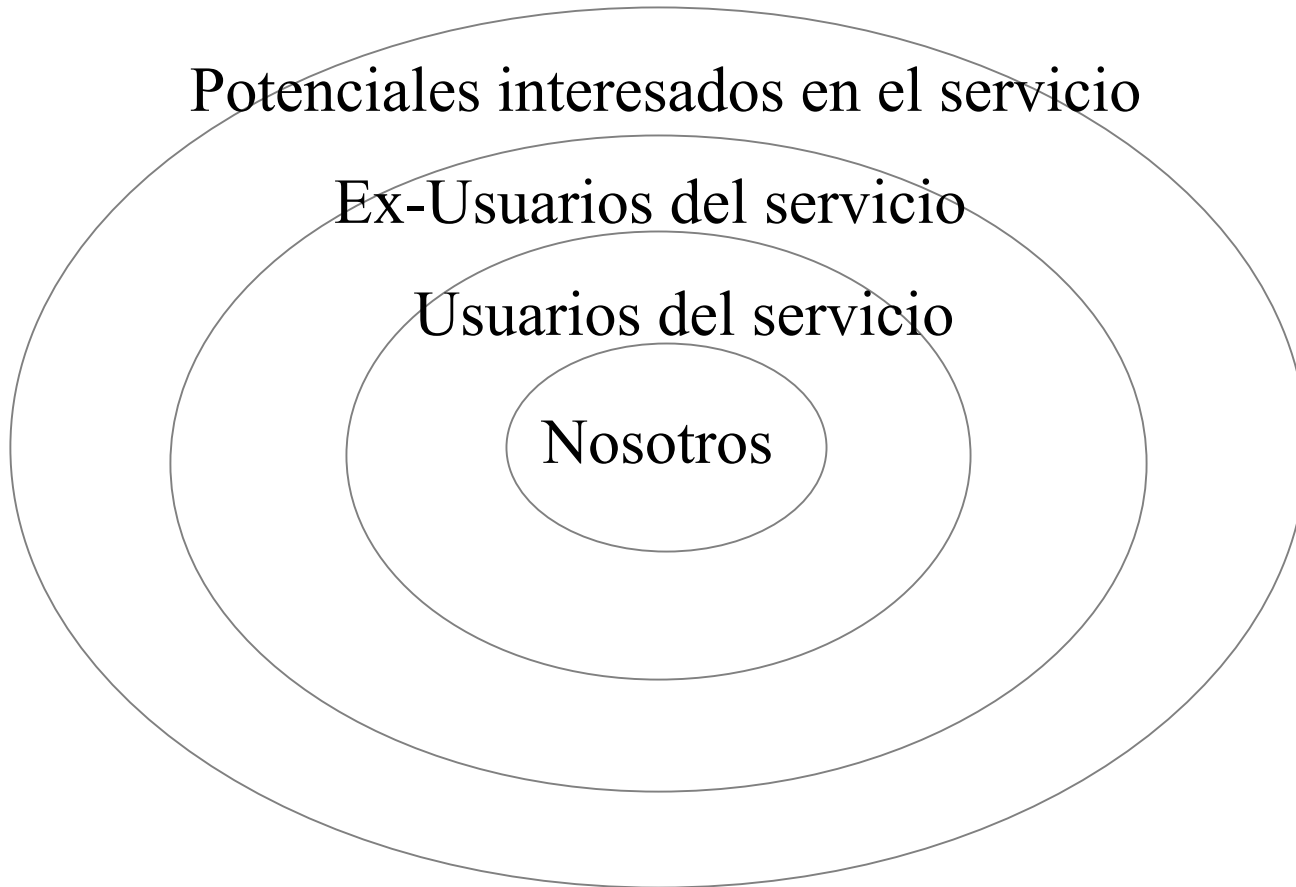 Potenciales interesados en el servicio
Ex-Usuarios del servicio
Usuarios del servicio
Nosotros